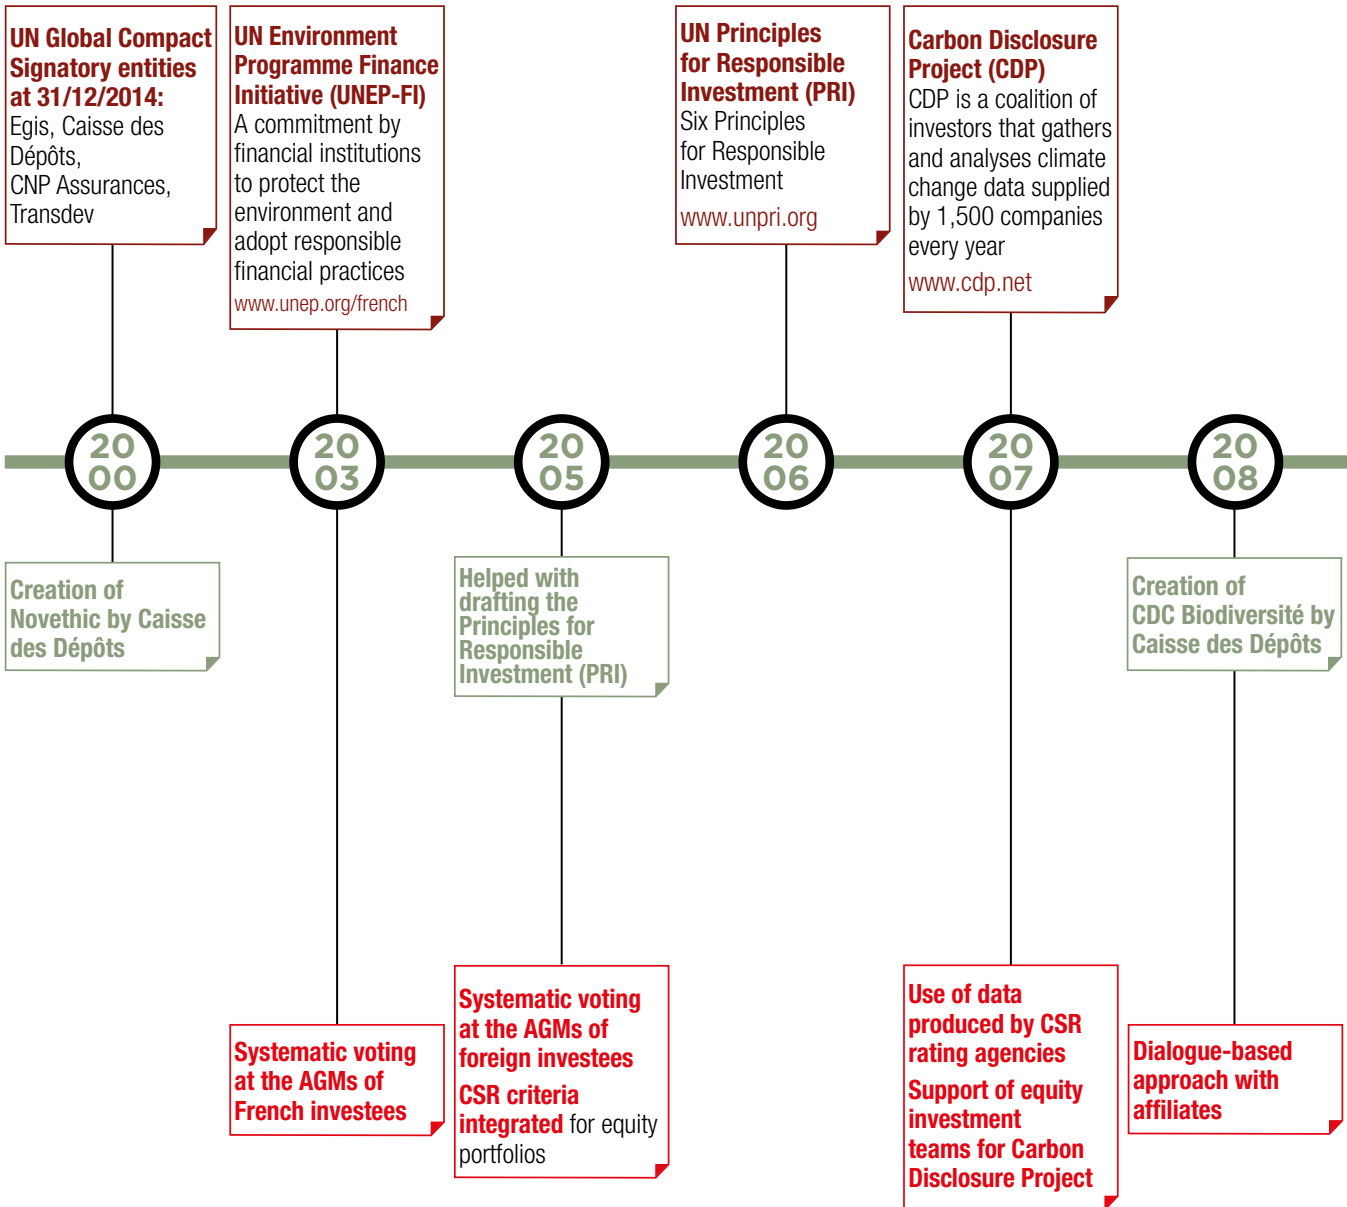 UN Global Compact
Signatory entities
at 31/12/2014:
Egis, Caisse des
Dépôts,
CNP Assurances,
Transdev
UN Environment
Programme Finance
Initiative (UNEP-FI)
A commitment by
financial institutions
to protect the
environment and
adopt responsible
financial practices
www.unep.org/french
UN Principles
for Responsible
Investment (PRI)
Six Principles
for Responsible
Investment
www.unpri.org
Carbon Disclosure
Project (CDP)
CDP is a coalition of
investors that gathers
and analyses climate
change data supplied
by 1,500 companies
every year
www.cdp.net
20
00
20
03
20
05
20
06
20
07
20
08
Creation of
Novethic by Caisse
des Dépôts
Helped with
drafting the
Principles for
Responsible
Investment (PRI)
Creation of
CDC Biodiversité by
Caisse des Dépôts
Systematic voting
at the AGMs of
French investees
Systematic voting
at the AGMs of
foreign investees
CSR criteria
integrated for equity
portfolios
Use of data
produced by CSR
rating agencies
Support of equity
investment
teams for Carbon
Disclosure Project
Dialogue-based
approach with
affiliates